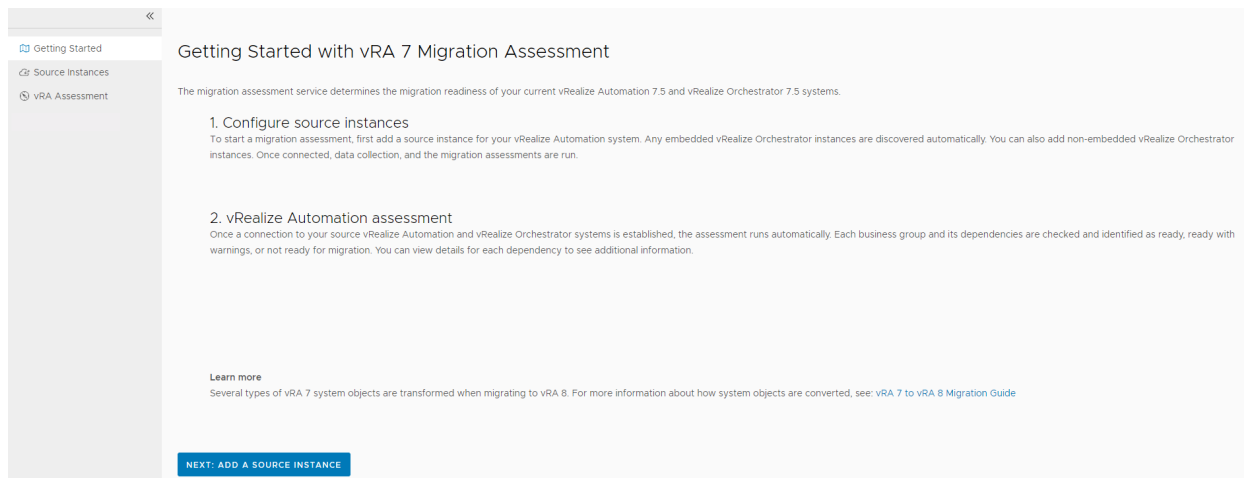 «
Getting Started
Source Instances
vRA Assessment
Getting Started with vRA 7 Migration Assessment
The migration assessment service determines the migration readiness of your current vRealize Automation 7.5 and vRealize Orchestrator 7.5 systems.
1. Configure source instances
To start a migration assessment, first add a source instance for your vRealize Automation system. Any embedded vRealize Orchestrator instances are discovered automatically. You can also add non-embedded vRealize Orchestrator
instances. Once connected, data collection, and the migration assessments are run.
2. vRealize Automation assessment
Once a connection to your source vRealize Automation and vRealize Orchestrator systems is established, the assessment runs automatically. Each business group and its dependencies are checked and identified as ready, ready with
warnings, or not ready for migration. You can view details for each dependency to see additional information.
Learn more
Several types of vRA 7 system objects are transformed when migrating to vRA 8. For more information about how system objects are converted, see: vRA 7 to vRA 8 Migration Guide
NEXT: ADD A SOURCE INSTANCE